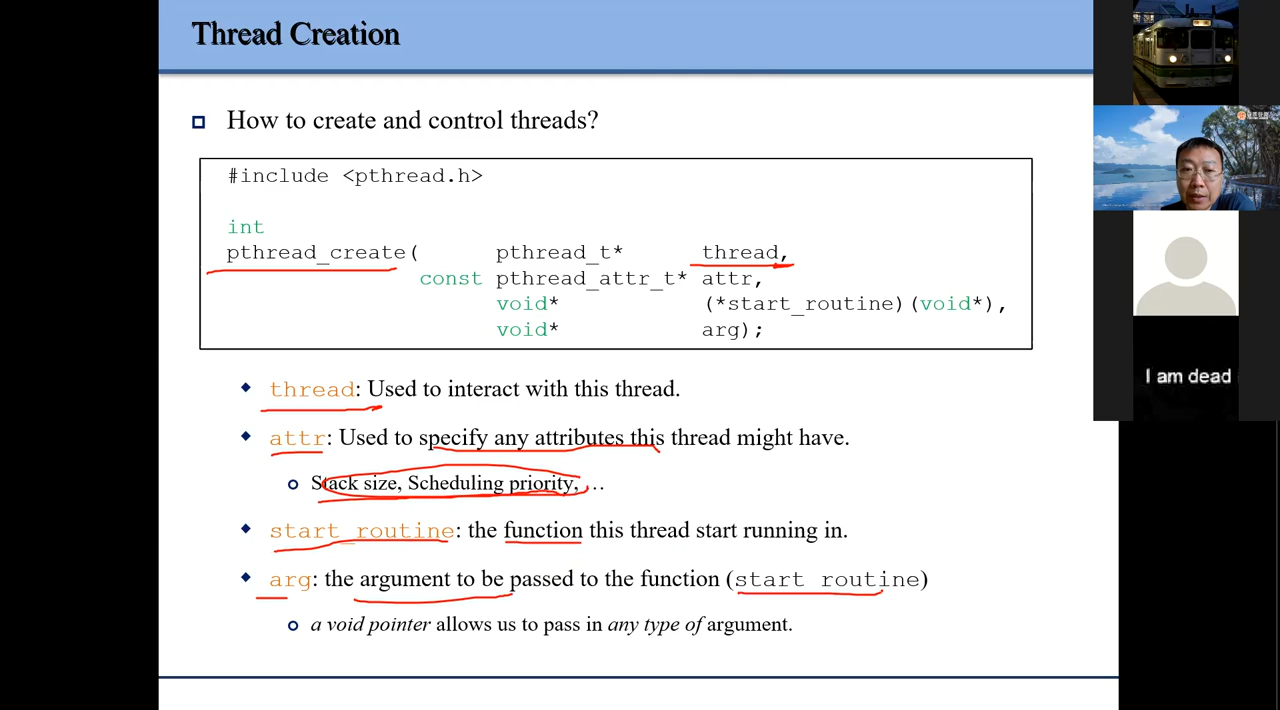 Thread Creation
How to create and control threads?
#include <pthread.h>
int
pthread_create( pthread_t* thread,
const pthread_attr_t* attr,
void* (*start_routine)(void*),
void* arg);
thread: Used to interact with this thread.
attr: Used to specify any attributes this thread might have.
Stack size, Scheduling priority, …
start_routine: the function this thread start running in.
arg: the argument to be passed to the function (start routine)
a void pointer allows us to pass in any type of argument.
I am dead